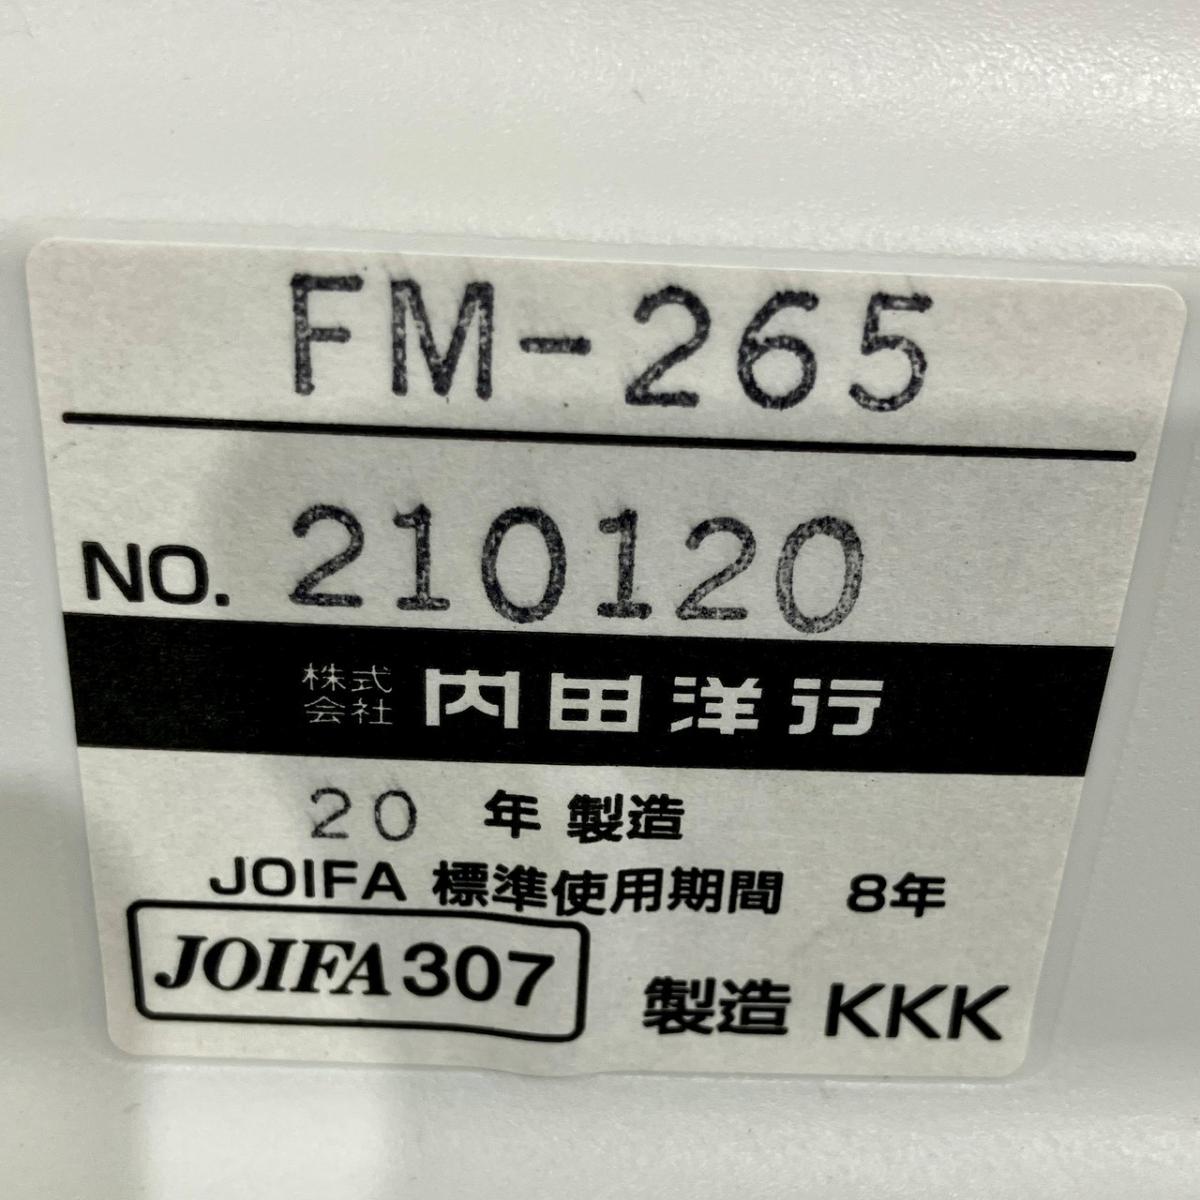 FM-265
NO. 210120
株式会社 内田洋行
20 年 製造
JOIFA 標準使用期間 8年
JOIFA 307
製造 KKK